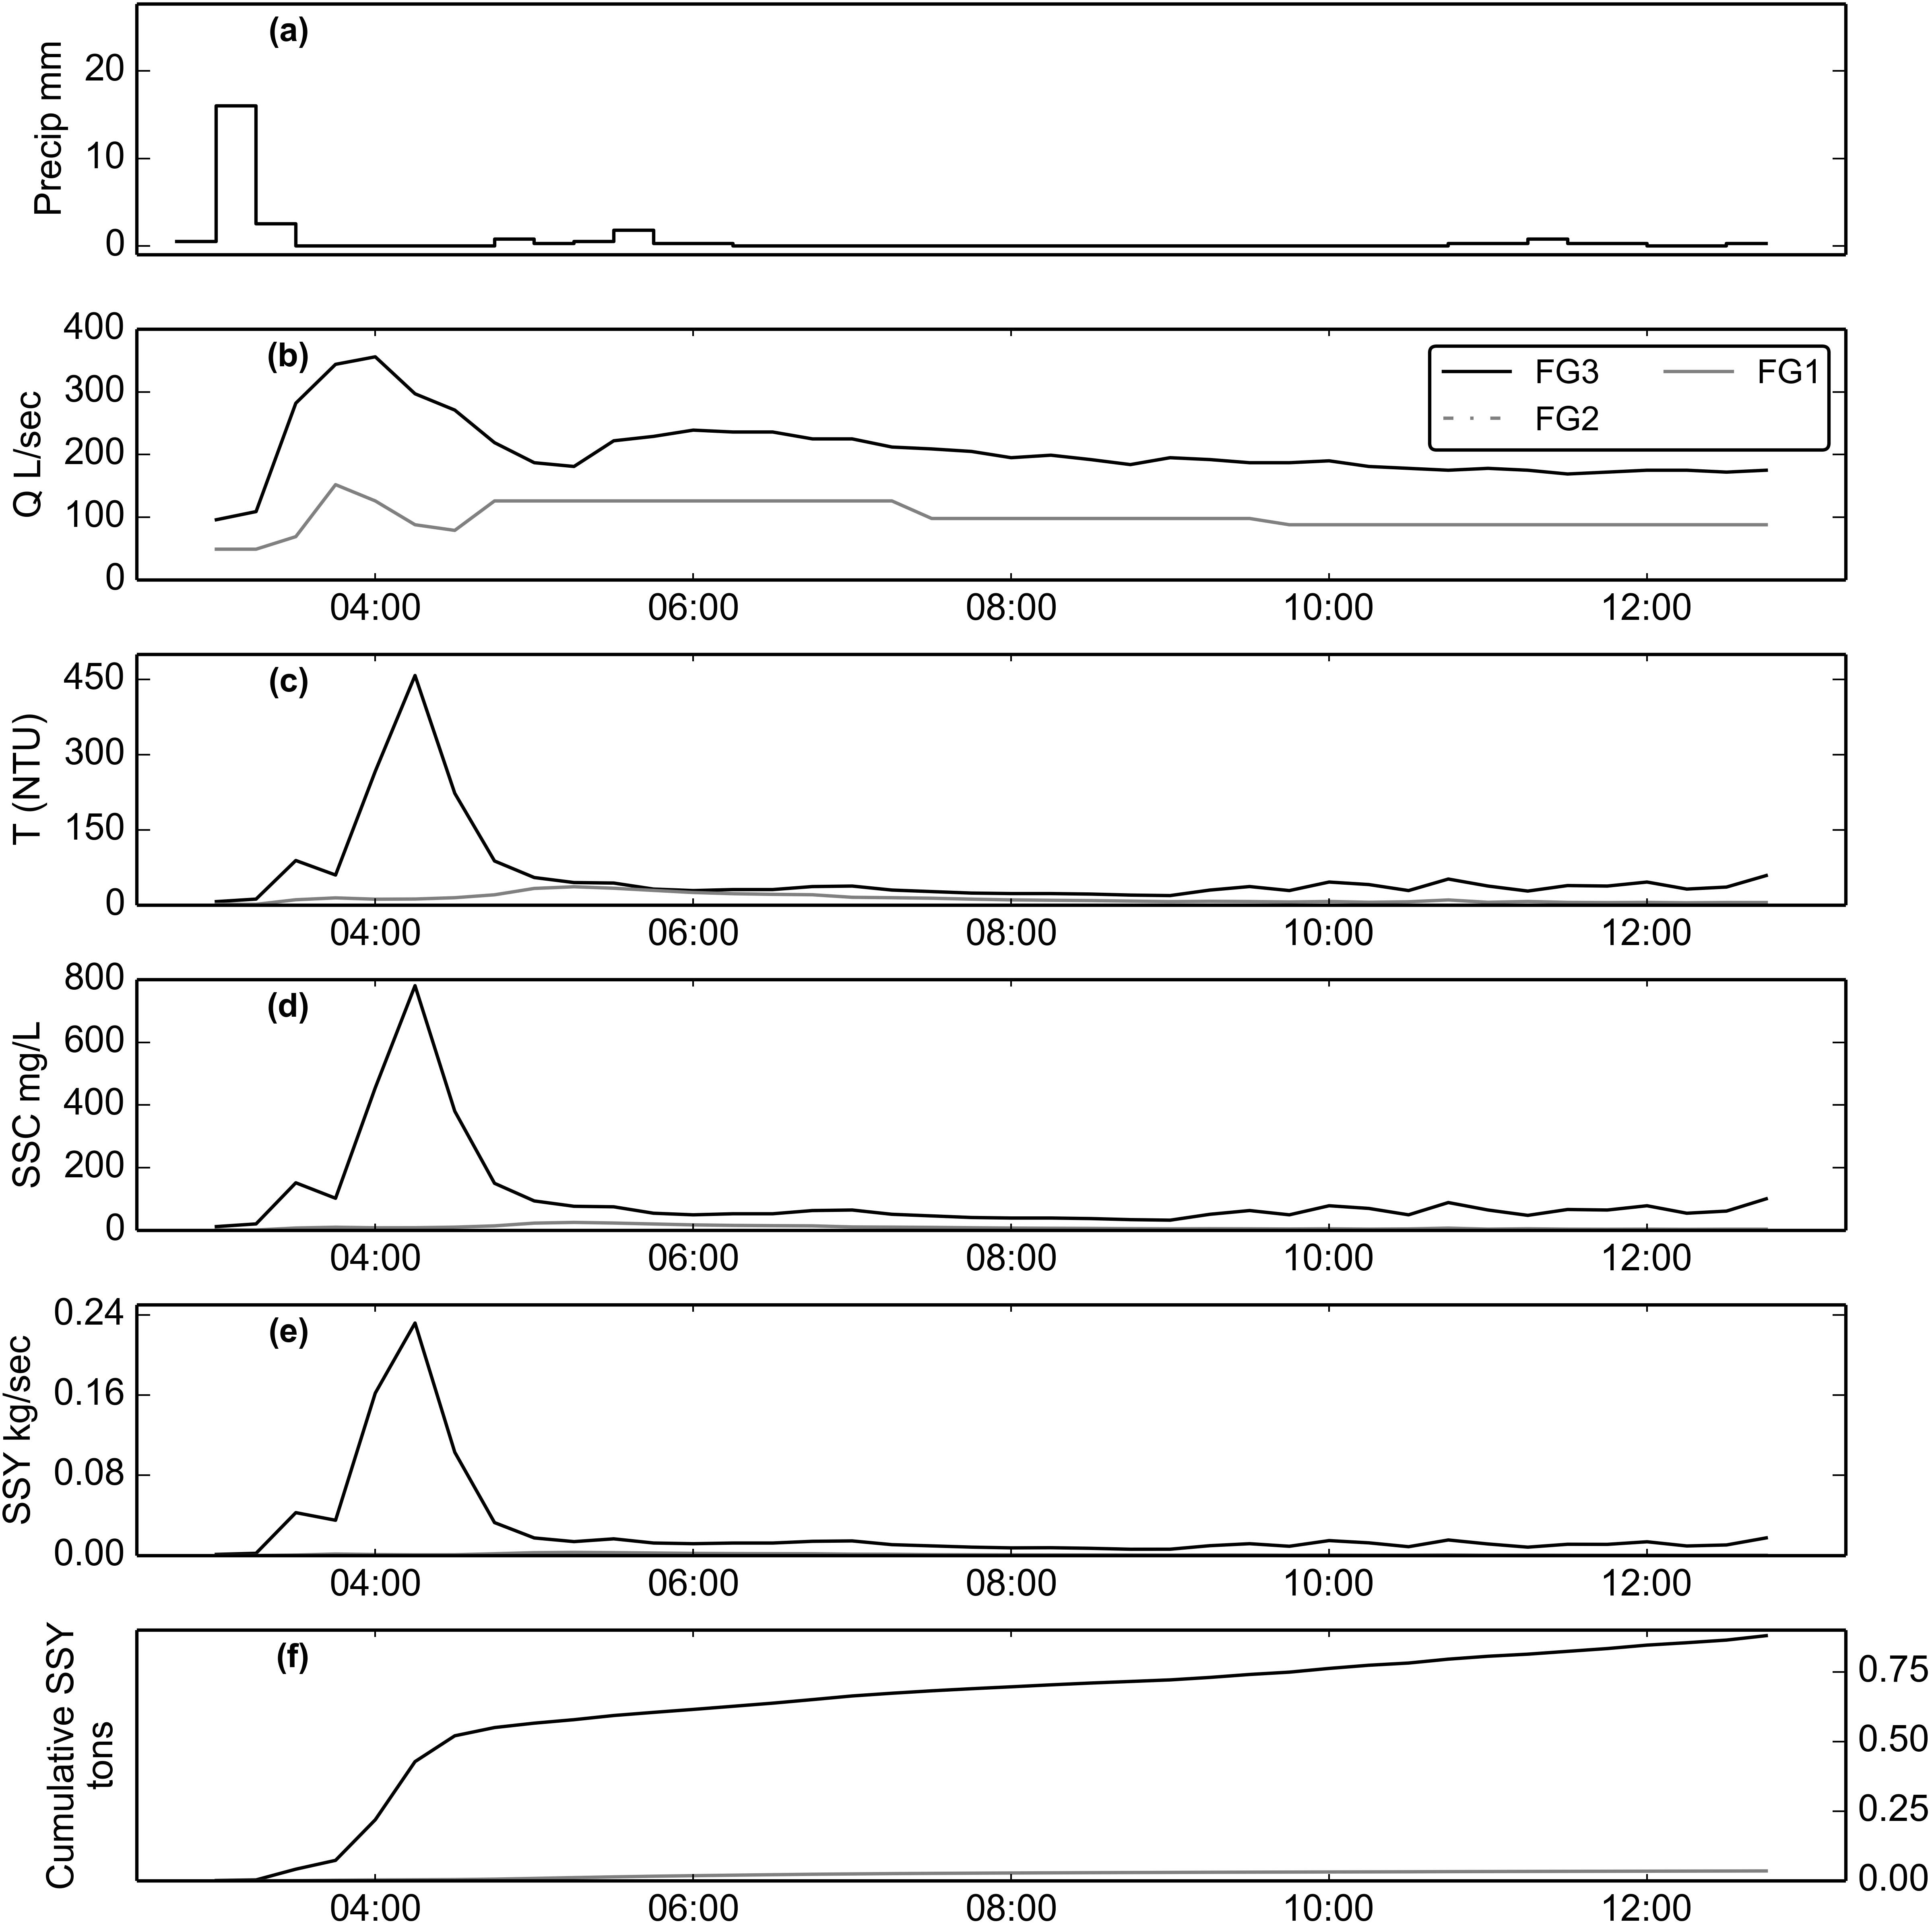 (a)
Precip mm
20
10
0
(b)
Q L/sec
400
300
200
100
0
FG3 FG1
FG2
04:00 06:00 08:00 10:00 12:00
(c)
T (NTU)
450
300
150
0
04:00 06:00 08:00 10:00 12:00
(d)
SSC mg/L
800
600
400
200
0
04:00 06:00 08:00 10:00 12:00
(e)
SSY kg/sec
0.24
0.16
0.08
0.00
04:00 06:00 08:00 10:00 12:00
(f)
Cumulative SSY
tons
0.75
0.50
0.25
0.00
04:00 06:00 08:00 10:00 12:00